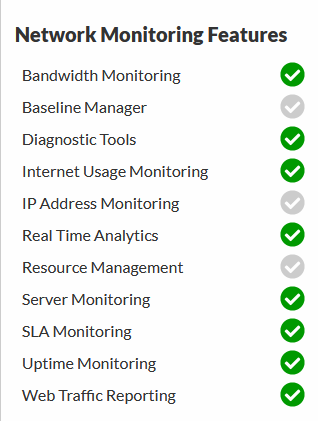 Network Monitoring Features
Bandwidth Monitoring
Baseline Manager
Diagnostic Tools
Internet Usage Monitoring
IP Address Monitoring
Real Time Analytics
Resource Management
Server Monitoring
SLA Monitoring
Uptime Monitoring
Web Traffic Reporting